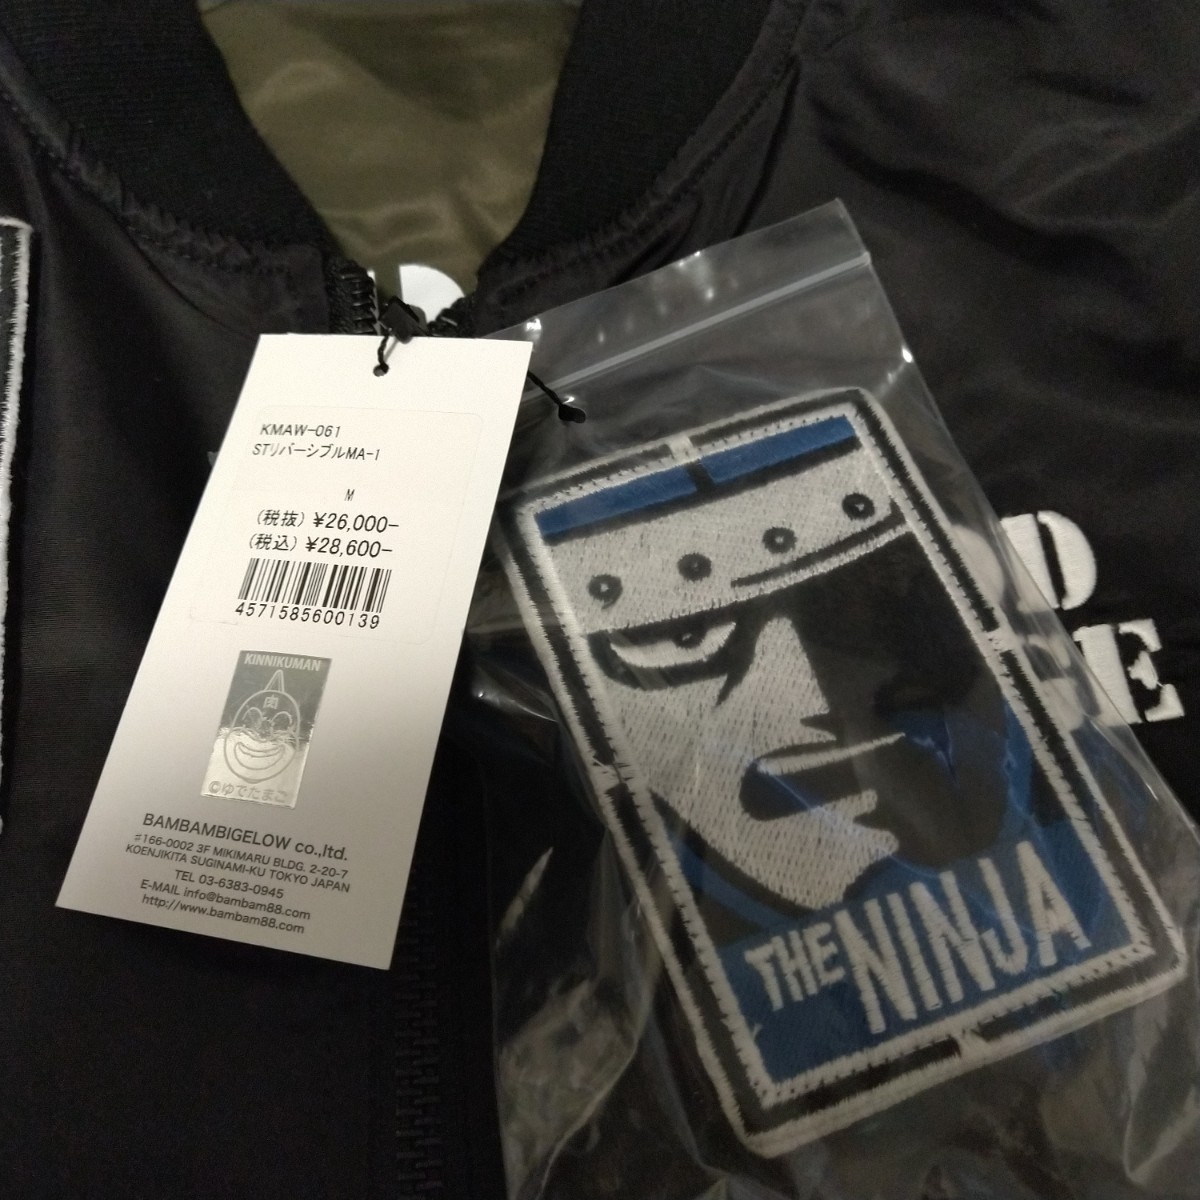 KMAW-061
STリバーシブルMA-1
M
(税抜) ¥26,000-
(税込) ¥28,600-
4571585600139
KINNIKUMAN
肉
©ゆでたまご
BAMBAMBIGELOW co.,ltd.
#166-0002 3F MIKIMARU BLDG. 2-20-7
KOENJIKITA SUGINAMI-KU TOKYO JAPAN
TEL 03-6383-0945
E-MAIL info@bambam88.com
http://www.bambam88.com
THE NINJA